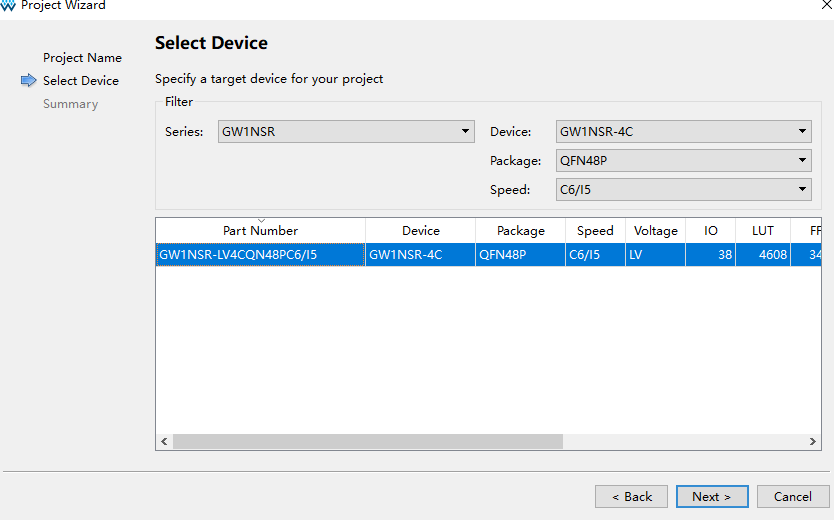 Project Wizard
Project Name
Select Device
Summary
Select Device
Specify a target device for your project
Filter
Series: GW1NSR
Device: GW1NSR-4C
Package: QFN48P
Speed: C6/I5
Part Number Device Package Speed Voltage IO LUT FF
GW1NSR-LV4CQN48PC6/I5 GW1NSR-4C QFN48P C6/I5 LV 38 4608 34
< Back Next > Cancel